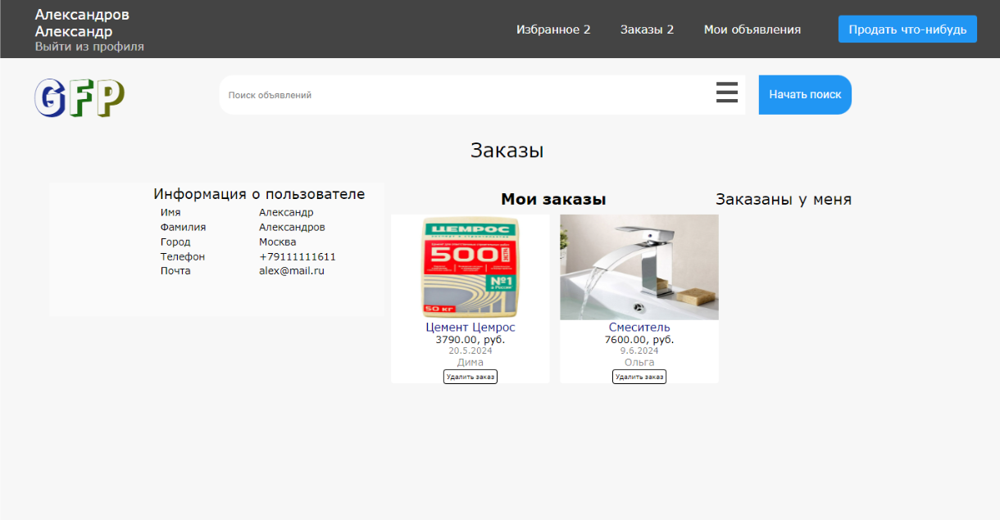 Александров
Александр
Выйти из профиля
Избранное 2
Заказы 2
Мои объявления
Продать что-нибудь
GFP
Поиск объявлений
Начать поиск
Заказы
Информация о пользователе
Имя Александр
Фамилия Александров
Город Москва
Телефон +79111111611
Почта alex@mail.ru
Мои заказы
Заказаны у меня
ЦЕМРОС
500
№1
в России
50 кг
Цемент Цемрос
3790.00, руб.
20.5.2024
Дима
Удалить заказ
Смеситель
7600.00, руб.
9.6.2024
Ольга
Удалить заказ